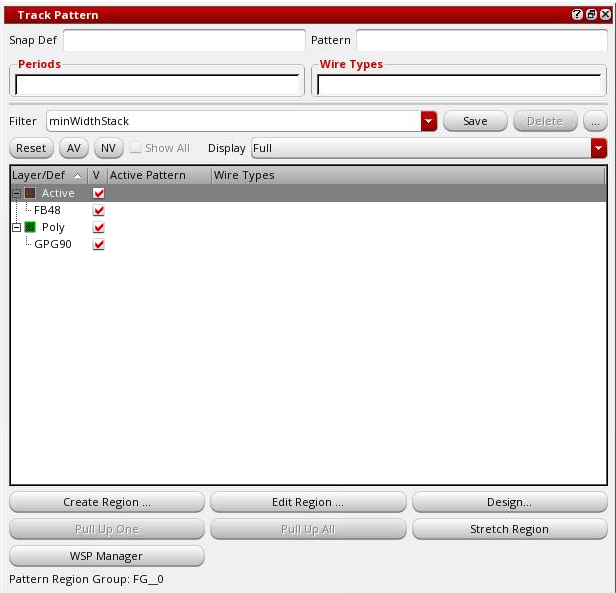 Track Pattern
Snap Def Pattern
Periods Wire Types
Filter minWidthStack Save Delete ...
Reset AV NV Show All Display Full
Layer/Def V Active Pattern Wire Types
Active
FB48
Poly
GPG90
Create Region ... Edit Region ... Design...
Pull Up One Pull Up All Stretch Region
WSP Manager
Pattern Region Group: FG__0